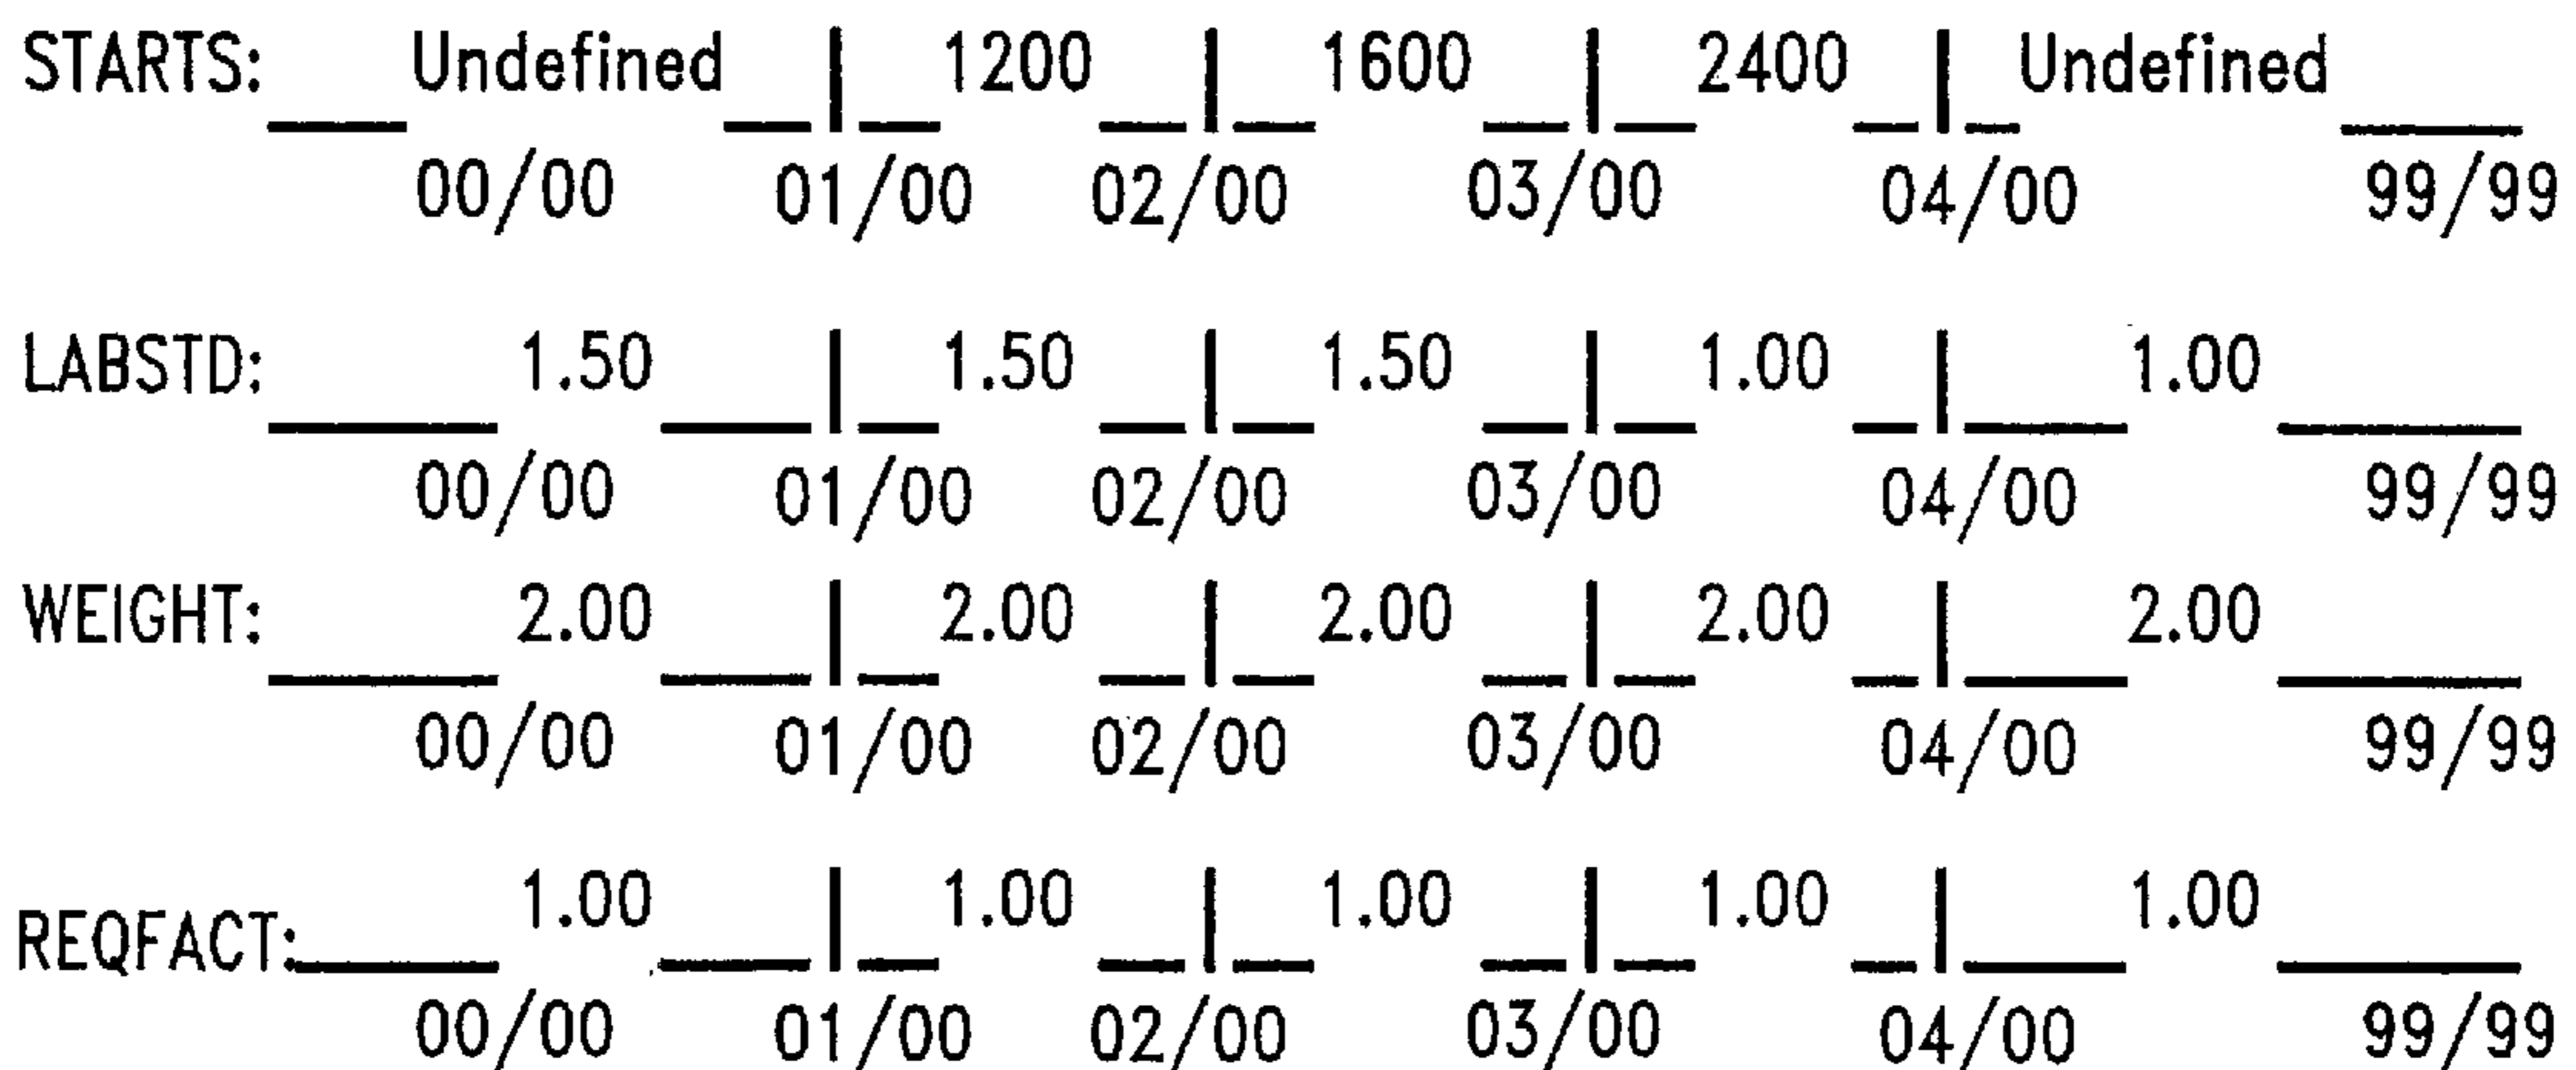 STARTS: Undefined 1200 1600 2400 Undefined
00/00 01/00 02/00 03/00 04/00 99/99
LABSTD: 1.50 1.50 1.50 1.00 1.00
00/00 01/00 02/00 03/00 04/00 99/99
WEIGHT: 2.00 2.00 2.00 2.00 2.00
00/00 01/00 02/00 03/00 04/00 99/99
REQFACT: 1.00 1.00 1.00 1.00 1.00
00/00 01/00 02/00 03/00 04/00 99/99